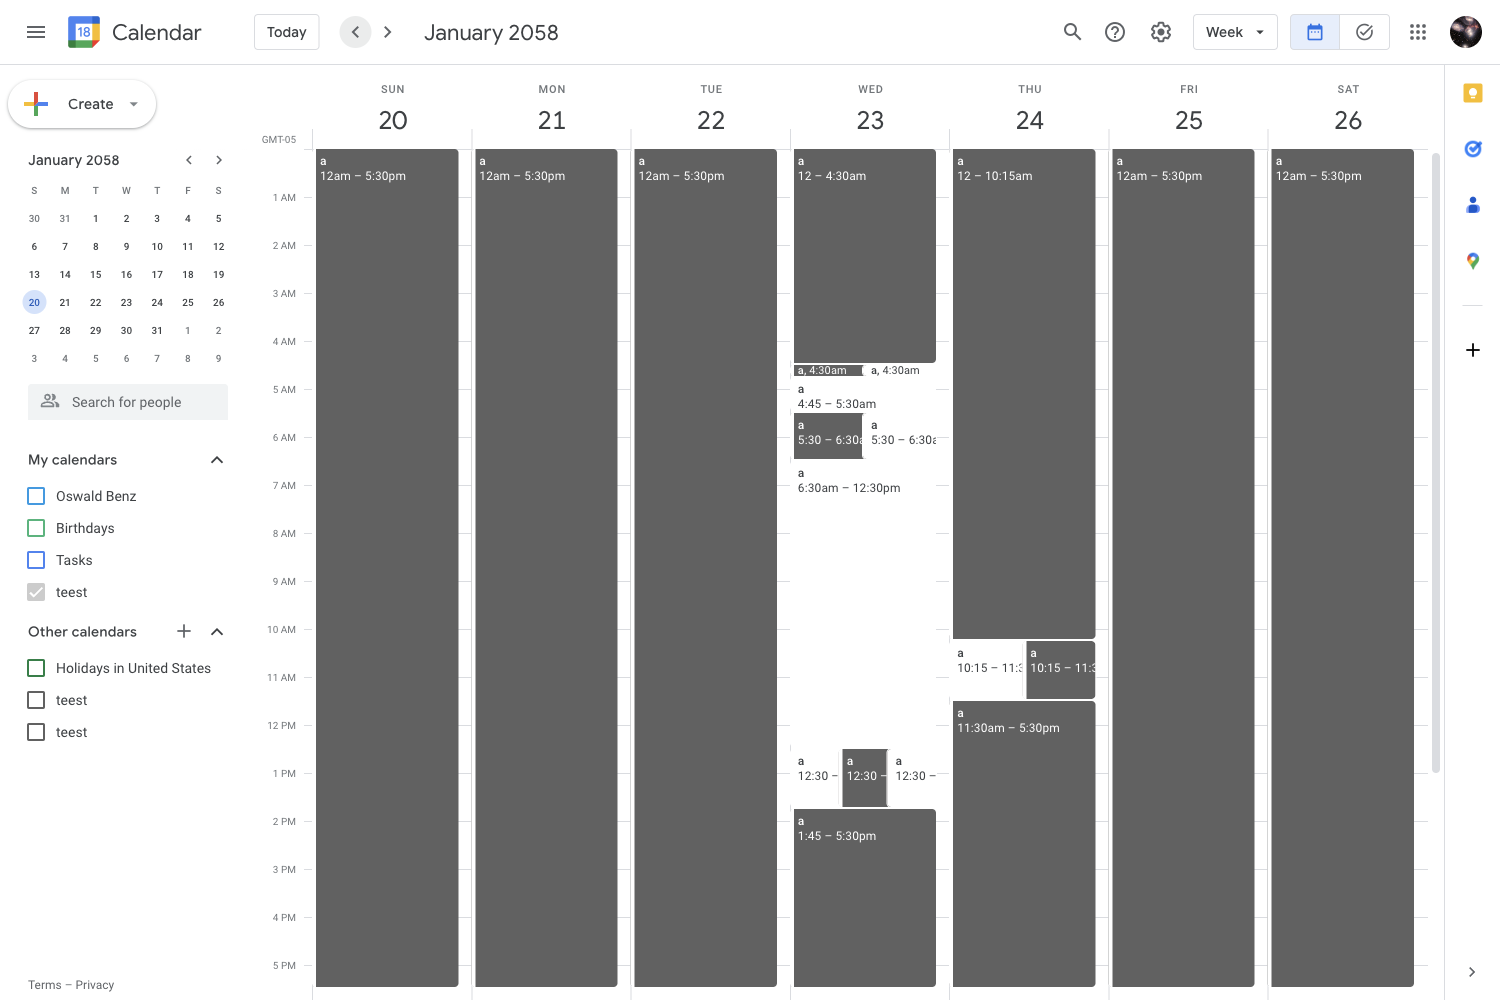 18 Calendar
Today
January 2058
Week
Create
January 2058
S M T W T F S
30 31 1 2 3 4 5
6 7 8 9 10 11 12
13 14 15 16 17 18 19
20 21 22 23 24 25 26
27 28 29 30 31 1 2
3 4 5 6 7 8 9
Search for people
My calendars
Oswald Benz
Birthdays
Tasks
teest
Other calendars
Holidays in United States
teest
teest
Terms – Privacy
GMT-05
1 AM
2 AM
3 AM
4 AM
5 AM
6 AM
7 AM
8 AM
9 AM
10 AM
11 AM
12 PM
1 PM
2 PM
3 PM
4 PM
5 PM
SUN
20
a
12am – 5:30pm
MON
21
a
12am – 5:30pm
TUE
22
a
12am – 5:30pm
WED
23
a
12 – 4:30am
a, 4:30am
a, 4:30am
a
4:45 – 5:30am
a
5:30 – 6:30a
a
5:30 – 6:30a
a
6:30am – 12:30pm
a
12:30 –
a
12:30 –
a
12:30 –
a
1:45 – 5:30pm
THU
24
a
12 – 10:15am
a
10:15 – 11:3
a
10:15 – 11:3
a
11:30am – 5:30pm
FRI
25
a
12am – 5:30pm
SAT
26
a
12am – 5:30pm